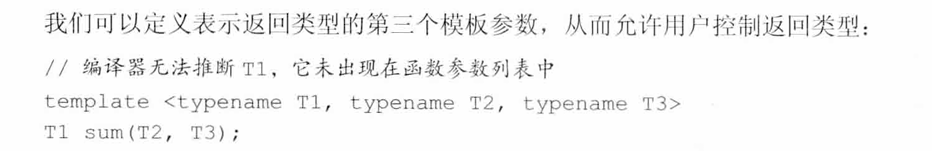 我们可以定义表示返回类型的第三个模板参数，从而允许用户控制返回类型：
// 编译器无法推断 T1，它未出现在函数参数列表中
template <typename T1, typename T2, typename T3>
T1 sum(T2, T3);